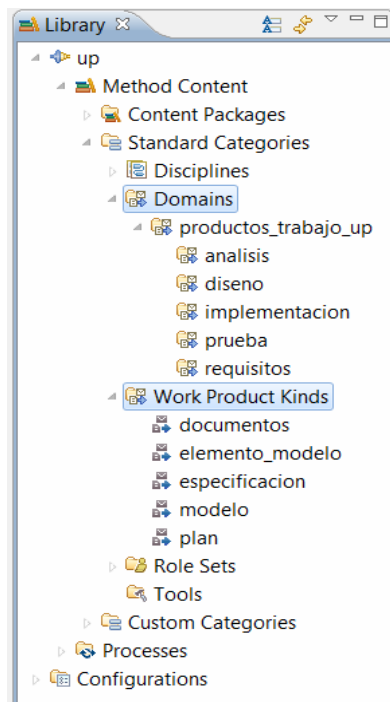 Library
up
Method Content
Content Packages
Standard Categories
Disciplines
Domains
productos_trabajo_up
analisis
diseno
implementacion
prueba
requisitos
Work Product Kinds
documentos
elemento_modelo
especificacion
modelo
plan
Role Sets
Tools
Custom Categories
Processes
Configurations